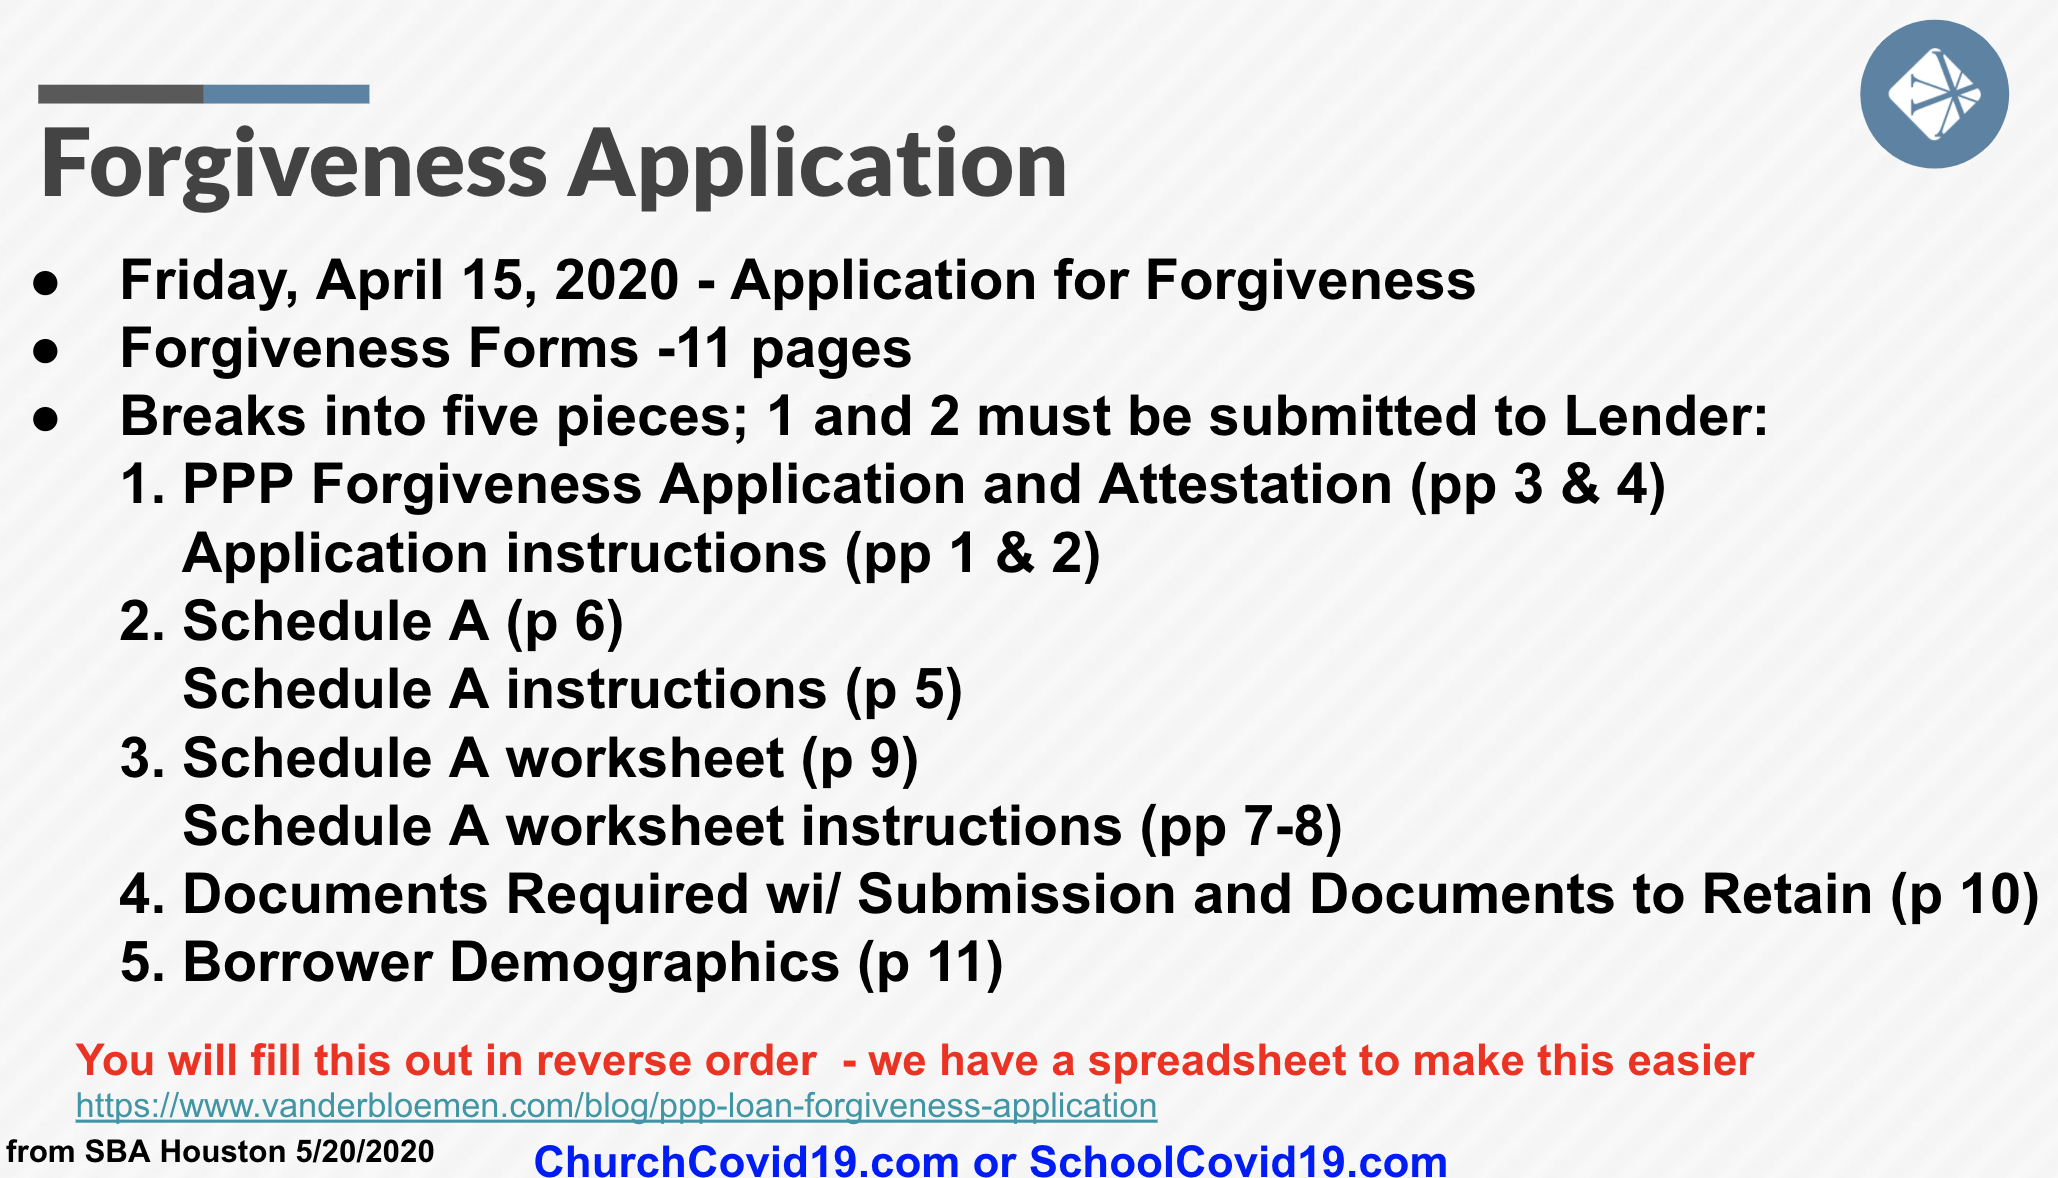 Forgiveness Application
● Friday, April 15, 2020 - Application for Forgiveness
● Forgiveness Forms -11 pages
● Breaks into five pieces; 1 and 2 must be submitted to Lender:
1. PPP Forgiveness Application and Attestation (pp 3 & 4)
Application instructions (pp 1 & 2)
2. Schedule A (p 6)
Schedule A instructions (p 5)
3. Schedule A worksheet (p 9)
Schedule A worksheet instructions (pp 7-8)
4. Documents Required wi/ Submission and Documents to Retain (p 10)
5. Borrower Demographics (p 11)
You will fill this out in reverse order  - we have a spreadsheet to make this easier
https://www.vanderbloemen.com/blog/ppp-loan-forgiveness-application
from SBA Houston 5/20/2020
ChurchCovid19.com or SchoolCovid19.com